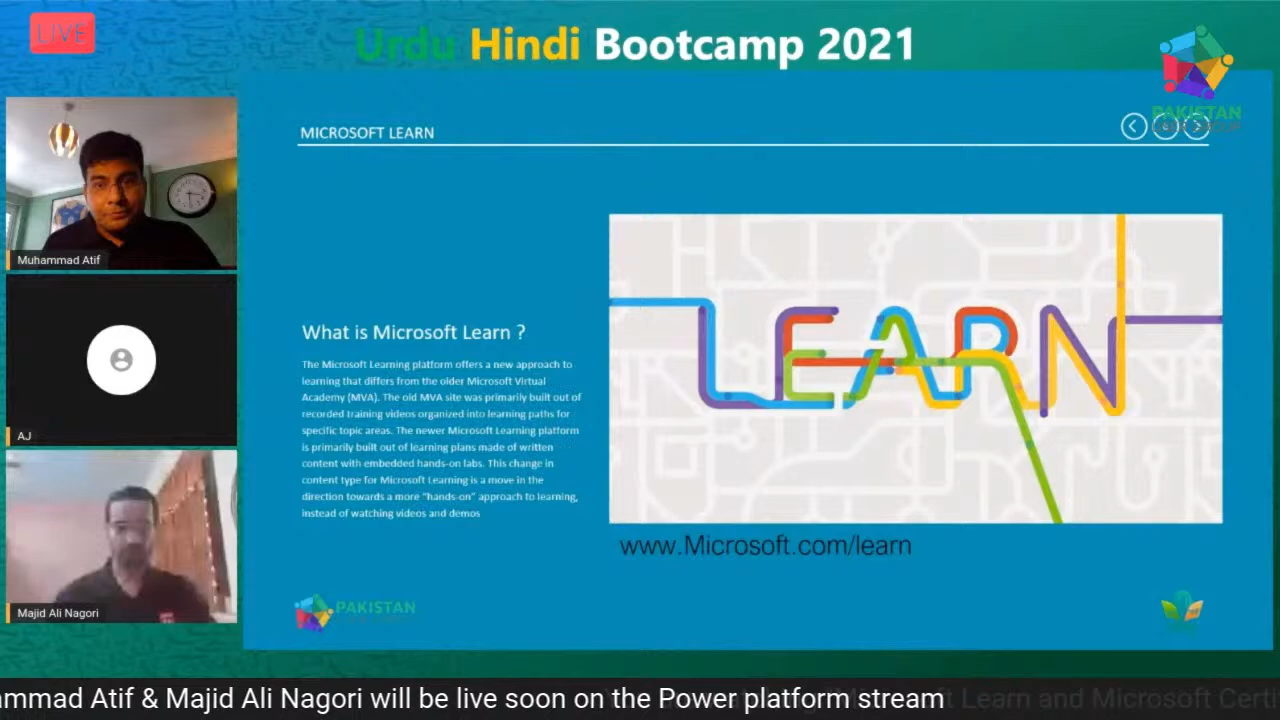 LIVE
Urdu Hindi Bootcamp 2021
PAKISTAN
MICROSOFT LEARN
Muhammad Atif
AJ
Majid Ali Nagori
What is Microsoft Learn ?
The Microsoft Learning platform offers a new approach to
learning that differs from the older Microsoft Virtual
Academy (MVA). The old MVA site was primarily built out of
recorded training videos organized into learning paths for
specific topic areas. The newer Microsoft Learning platform
is primarily built out of learning plans made of written
content with embedded hands-on labs. This change in
content type for Microsoft Learning is a move in the
direction towards a more "hands-on" approach to learning,
instead of watching videos and demos
LEARN
www.Microsoft.com/learn
PAKISTAN
ammad Atif & Majid Ali Nagori will be live soon on the Power platform stream
Learn and Microsoft Certi